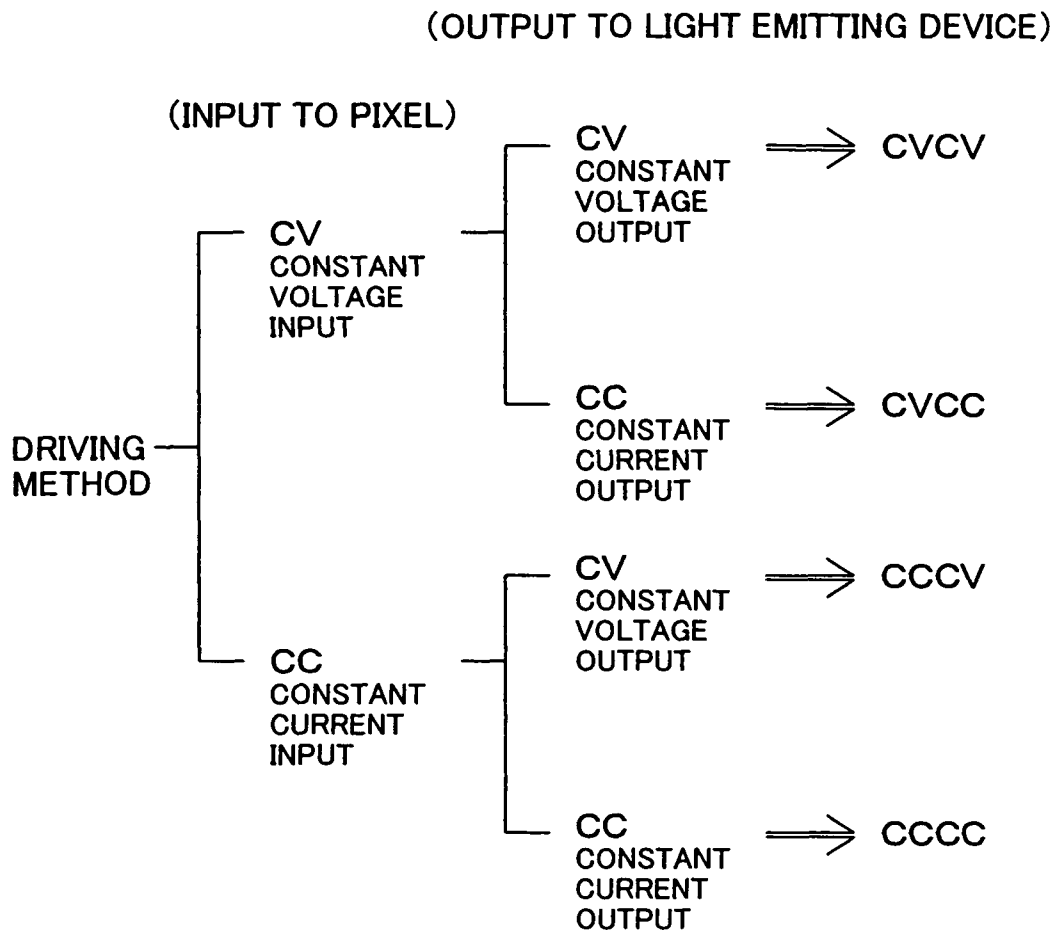 (OUTPUT TO LIGHT EMITTING DEVICE)
(INPUT TO PIXEL)
DRIVING
METHOD
CV
CONSTANT
VOLTAGE
INPUT
CV
CONSTANT
VOLTAGE
OUTPUT
CVCV
CC
CONSTANT
CURRENT
OUTPUT
CVCC
CC
CONSTANT
CURRENT
INPUT
CV
CONSTANT
VOLTAGE
OUTPUT
CCCV
CC
CONSTANT
CURRENT
OUTPUT
CCCC